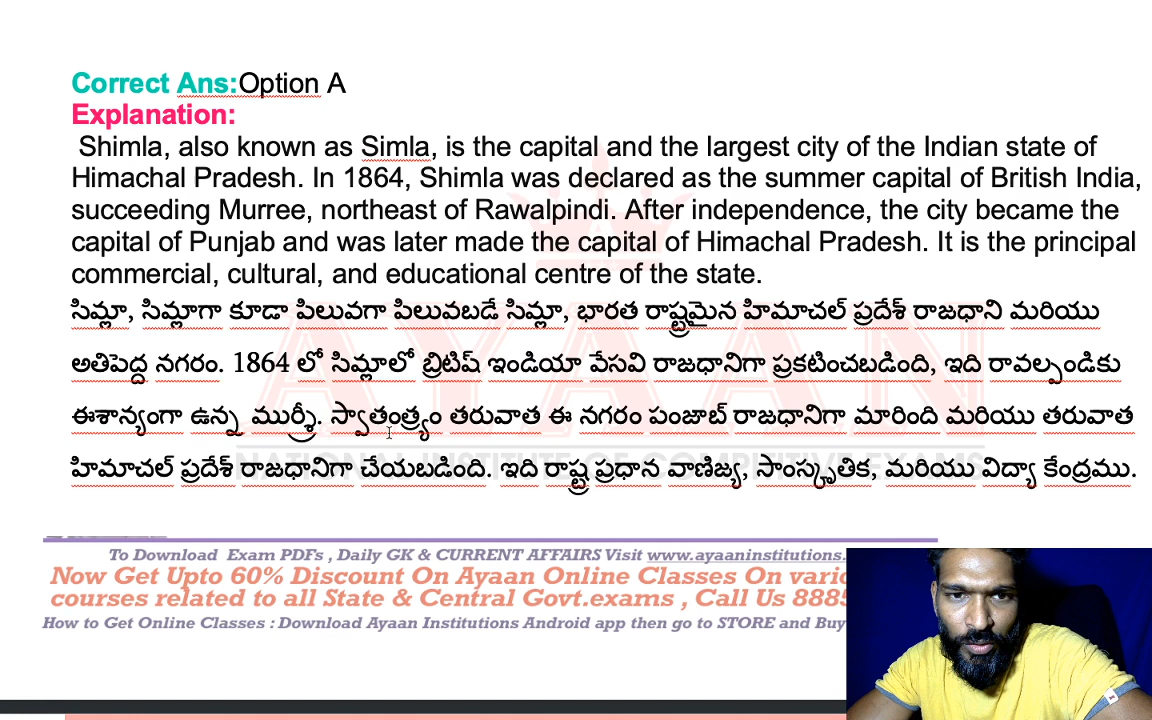 Correct Ans:Option A
Explanation:
Shimla, also known as Simla, is the capital and the largest city of the Indian state of
Himachal Pradesh. In 1864, Shimla was declared as the summer capital of British India,
succeeding Murree, northeast of Rawalpindi. After independence, the city became the
capital of Punjab and was later made the capital of Himachal Pradesh. It is the principal
commercial, cultural, and educational centre of the state.
సిమ్లా, సిమ్లాగా కూడా పిలువగా పిలువబడే సిమ్లా, భారత రాష్ట్రమైన హిమాచల్ ప్రదేశ్ రాజధాని మరియు
అతిపెద్ద నగరం. 1864 లో సిమ్లాలో బ్రిటిష్ ఇండియా వేసవి రాజధానిగా ప్రకటించబడింది, ఇది రావల్పండికు
ఈశాన్యంగా ఉన్న ముర్శ్రీ. స్వాతంత్ర్యం తరువాత ఈ నగరం పంజాబ్ రాజధానిగా మారింది మరియు తరువాత
హిమాచల్ ప్రదేశ్ రాజధానిగా చేయబడింది. ఇది రాష్ట్ర ప్రధాన వాణిజ్య, సాంస్కృతిక, మరియు విద్యా కేంద్రము.
AYAAN
NATIONAL INSTITUTE OF COMPETITIVE EXAMS
To Download Exam PDFs , Daily GK & CURRENT AFFAIRS Visit www.ayaaninstitutions.
Now Get Upto 60% Discount On Ayaan Online Classes On
courses related to all State & Central Govt.exams , Call Us 888
How to Get Online Classes : Download Ayaan Institutions Android app then go to STORE and Buy